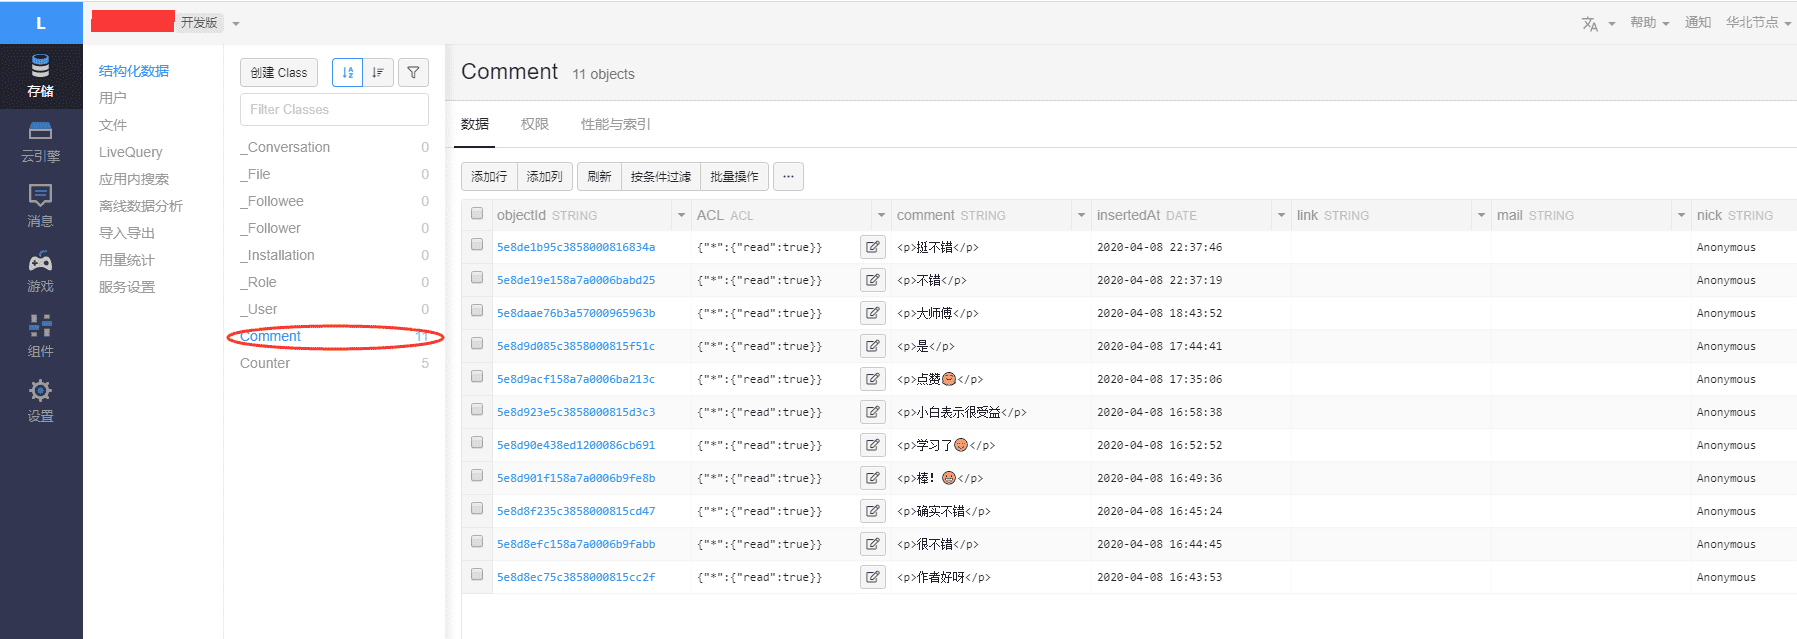 L
开发版
帮助
通知
华北节点
存储
云引擎
消息
游戏
组件
设置
结构化数据
用户
文件
LiveQuery
应用内搜索
离线数据分析
导入导出
用量统计
服务设置
创建 Class
Filter Classes
_Conversation 0
_File 0
_Followee 0
_Follower 0
_Installation 0
_Role 0
_User 0
Comment 11
Counter 5
Comment 11 objects
数据 权限 性能与索引
添加行 添加列 刷新 按条件过滤 批量操作 ...
objectId STRING ACL ACL comment STRING insertedAt DATE link STRING mail STRING nick STRING
5e8de1b95c3858000816834a {"*":{"read":true}} <p>挺不错</p> 2020-04-08 22:37:46 Anonymous
5e8de19e158a7a0006babd25 {"*":{"read":true}} <p>不错</p> 2020-04-08 22:37:19 Anonymous
5e8daae76b3a57000965963b {"*":{"read":true}} <p>大师傅</p> 2020-04-08 18:43:52 Anonymous
5e8d9d085c3858000815f51c {"*":{"read":true}} <p>是</p> 2020-04-08 17:44:41 Anonymous
5e8d9acf158a7a0006ba213c {"*":{"read":true}} <p>点赞😊</p> 2020-04-08 17:35:06 Anonymous
5e8d923e5c3858000815d3c3 {"*":{"read":true}} <p>小白表示很受益</p> 2020-04-08 16:58:38 Anonymous
5e8d90e438ed1200086cb691 {"*":{"read":true}} <p>学习了😊</p> 2020-04-08 16:52:52 Anonymous
5e8d901f158a7a0006b9fe8b {"*":{"read":true}} <p>棒！😁</p> 2020-04-08 16:49:36 Anonymous
5e8d8f235c3858000815cd47 {"*":{"read":true}} <p>确实不错</p> 2020-04-08 16:45:24 Anonymous
5e8d8efc158a7a0006b9fabb {"*":{"read":true}} <p>很不错</p> 2020-04-08 16:44:45 Anonymous
5e8d8ec75c3858000815cc2f {"*":{"read":true}} <p>作者好呀</p> 2020-04-08 16:43:53 Anonymous